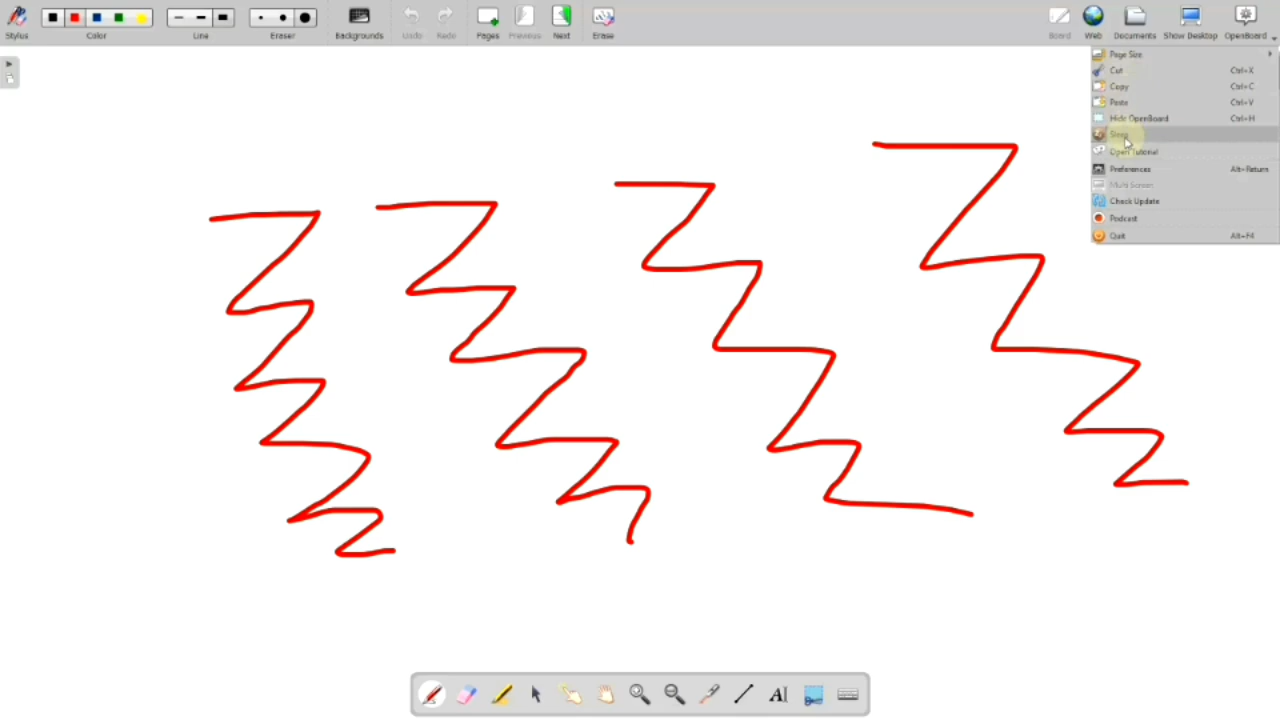 Stylus Color Line Eraser Backgrounds Undo Redo Pages Previous Next Erase Board Web Documents Show Desktop OpenBoard
Page Size
Cut Ctrl+X
Copy Ctrl+C
Paste Ctrl+V
Hide OpenBoard Ctrl+H
Sleep
Open Tutorial
Preferences Alt+Return
Multi Screen
Check Update
Podcast
Quit Alt+F4
AI